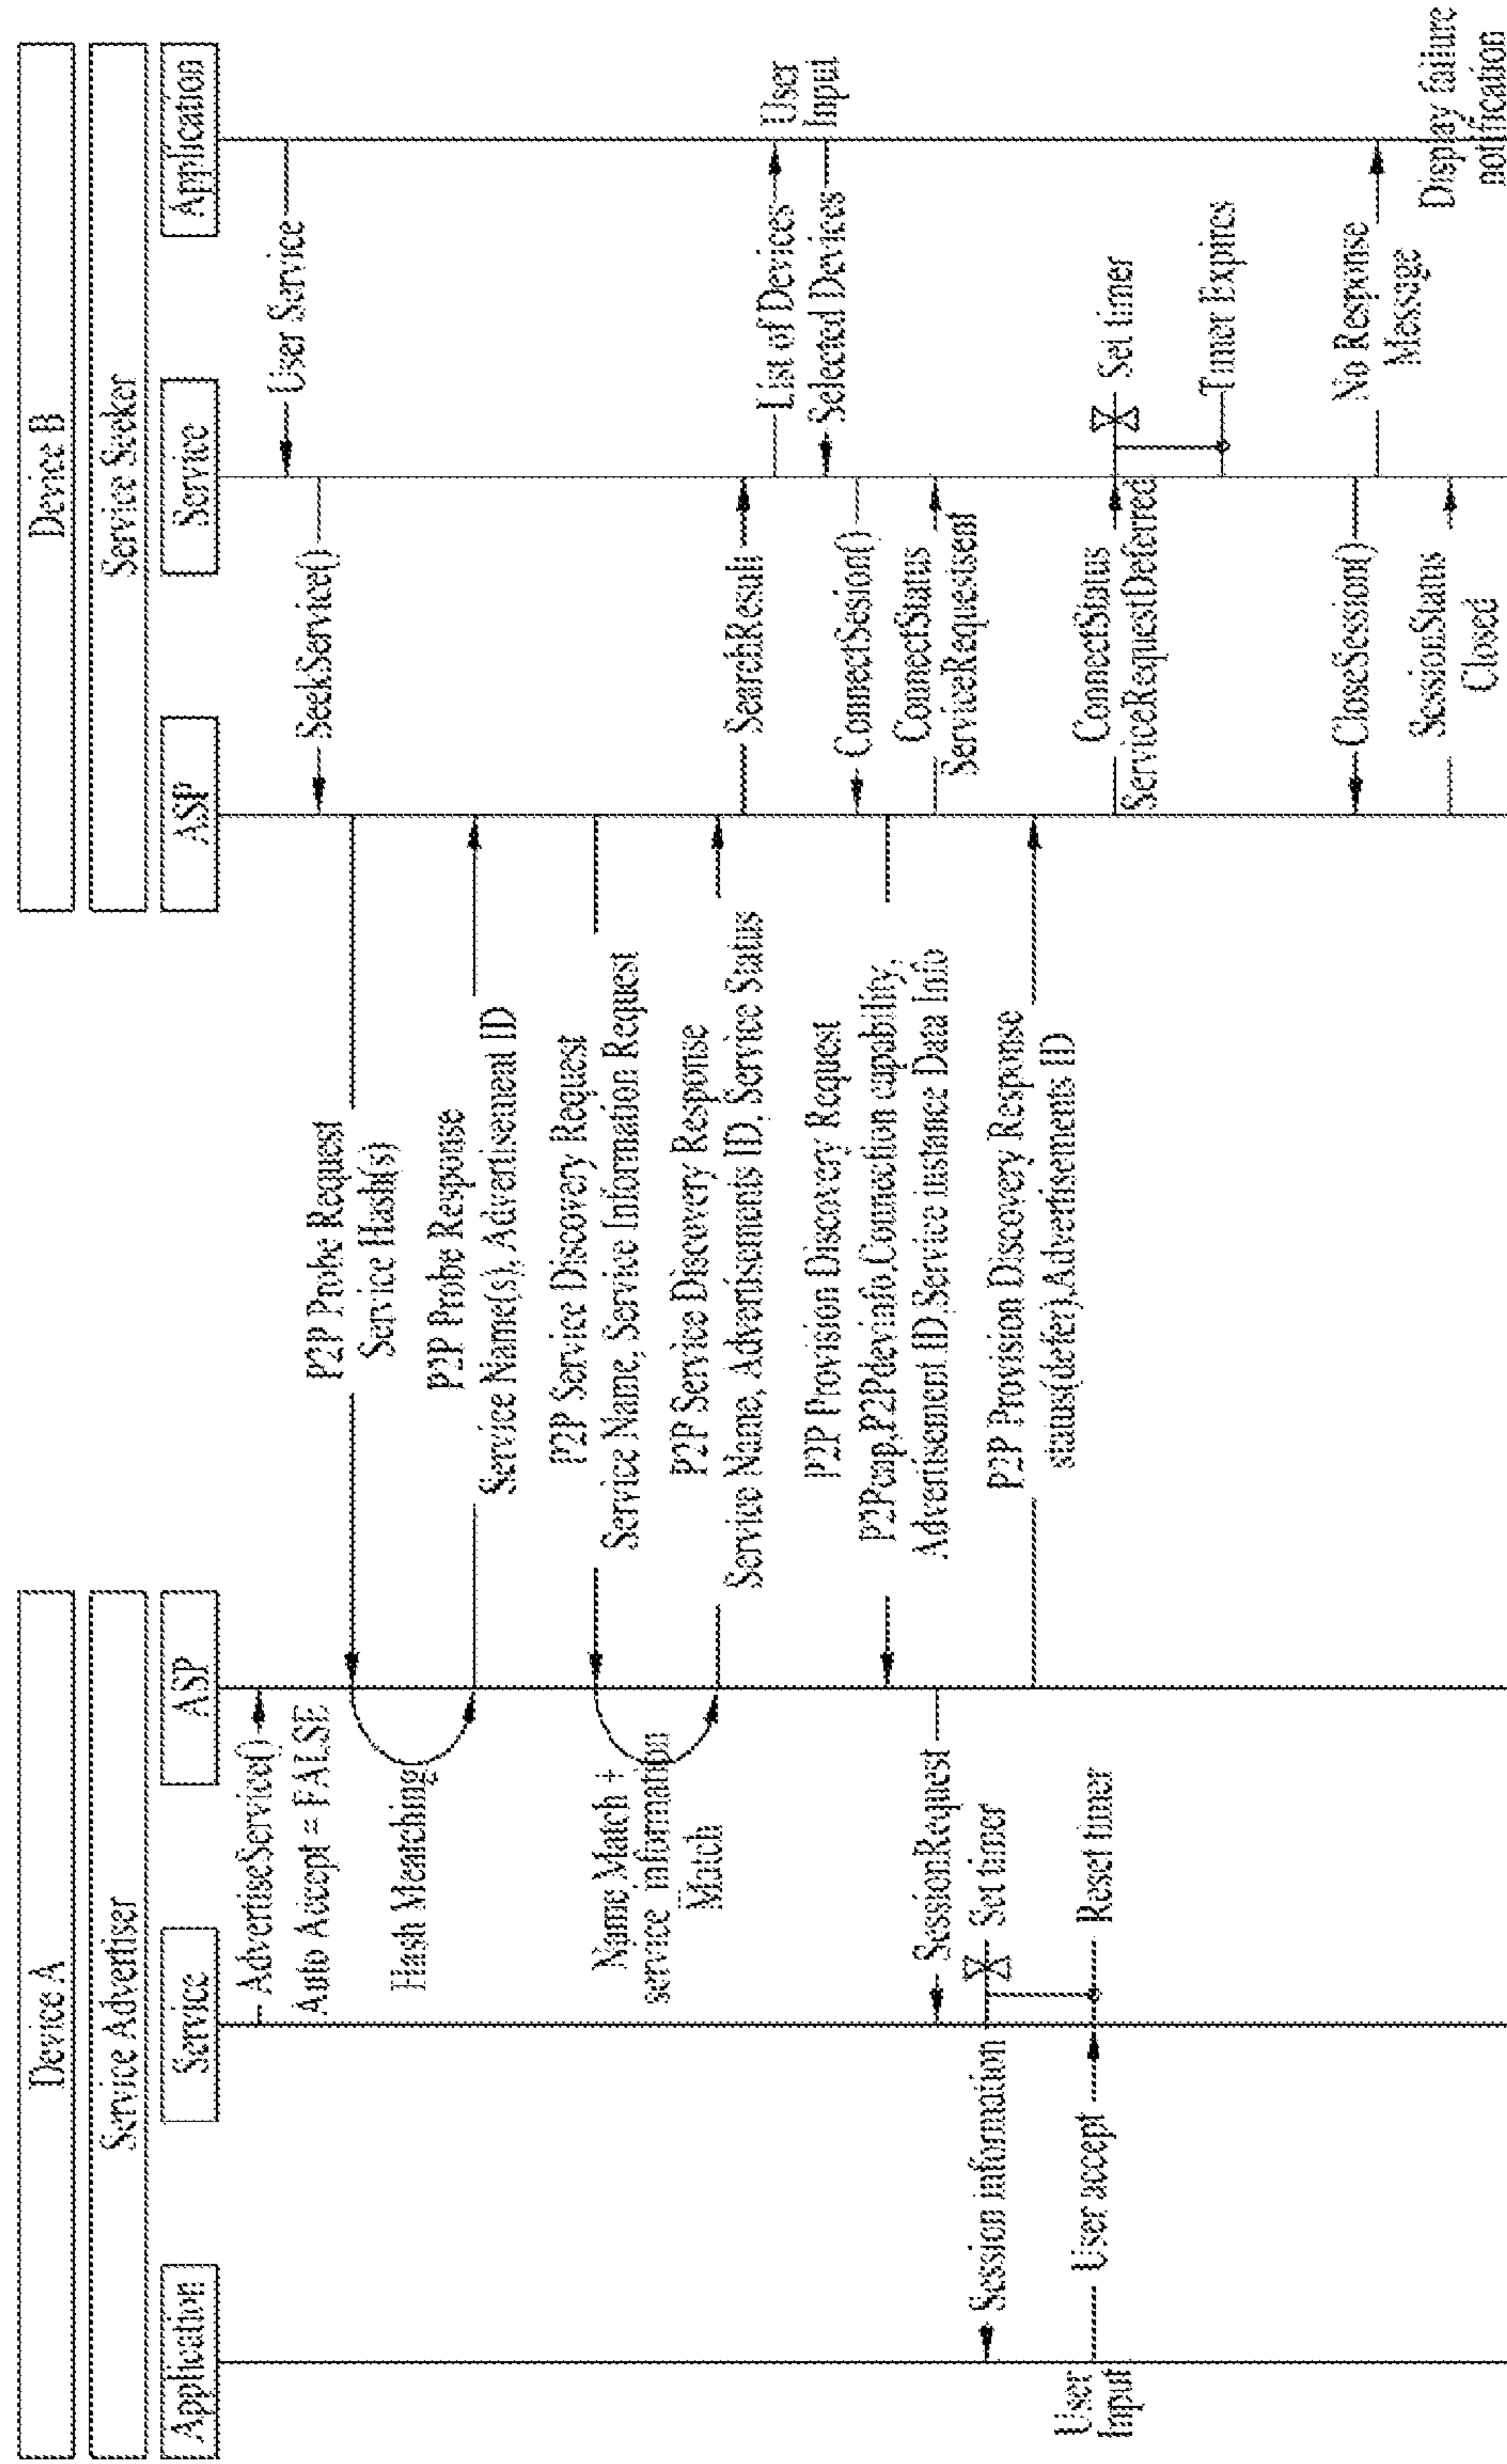 Device A
Device B
Service Advertiser
Service Seeker
Application
Service
ASP
ASP
Service
Application
AdvertiseService()
Auto Accept = FALSE
User Service
SeekService()
P2P Probe Request
Service Hash(s)
Hash Meatching
P2P Probe Response
Service Name(s), Advertisement ID
P2P Service Discovery Request
Service Name, Service Information Request
Name Match +
service information
Match
P2P Service Discovery Response
Service Name, Advertisements ID, Service Status
SearchResult
List of Devices
User
Input
Selected Devices
ConnectSesion()
P2P Provision Discovery Request
P2Pcap,P2Pdevinfo,Connection capability,
Advertisement ID,Service instance Data Info
ConnectStatus
ServiceRequestsent
SessionRequest
Session information
Set timer
P2P Provision Discovery Response
status(defer),Advertisements ID
User
Input
User accept
Reset timer
ConnectStatus
ServiceRequestDeferred
Set timer
Timer Expires
CloseSession()
No Response
Message
SessionStatus
Closed
Display failure
notification